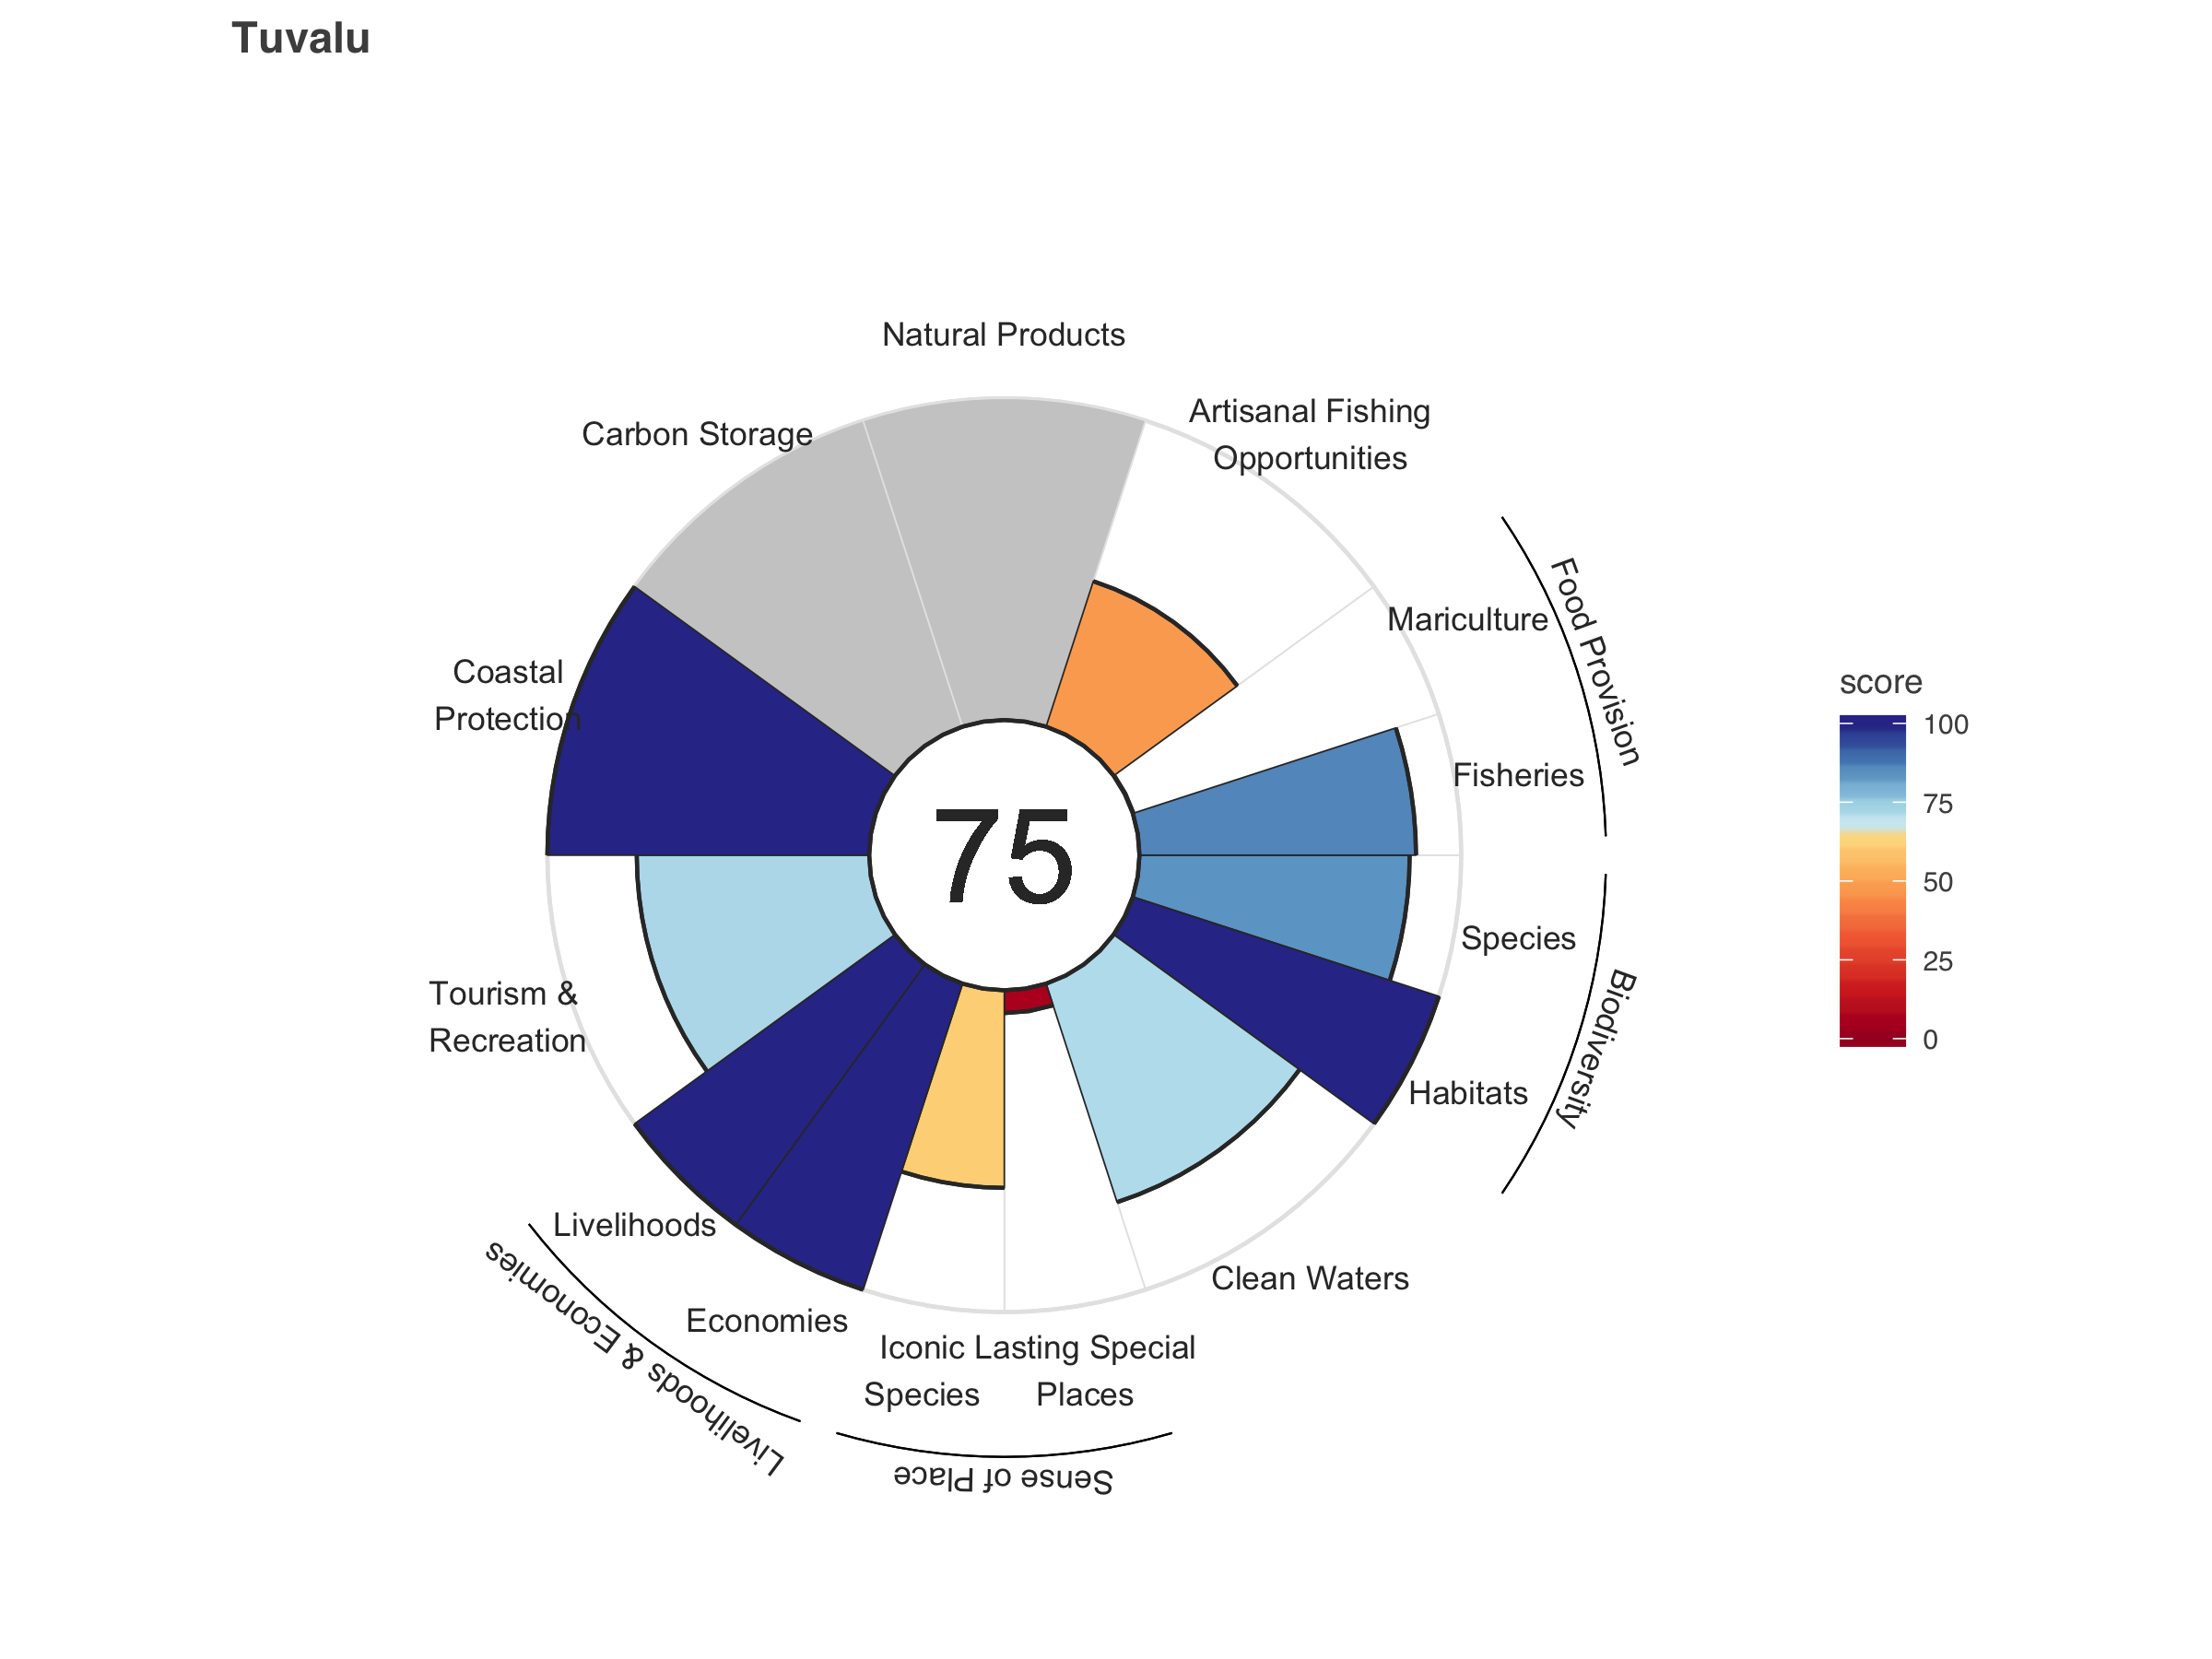 Tuvalu
Natural Products
Artisanal Fishing
Opportunities
Carbon Storage
Mariculture
Food Provision
Coastal
Protection
Fisheries
75
Species
Biodiversity
Habitats
Tourism &
Recreation
Livelihoods
Livelihoods & Economies
Economies
Clean Waters
Iconic
Species
Lasting Special
Places
Sense of Place
score
100
75
50
25
0